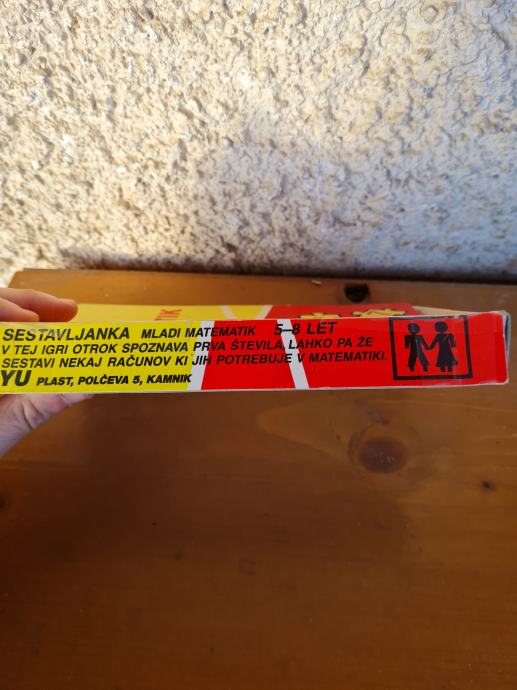 SESTAVLJANKA MLADI MATEMATIK 5–8 LET
V TEJ IGRI OTROK SPOZNAVA PRVA ŠTEVILA, LAHKO PA ŽE
SESTAVI NEKAJ RAČUNOV KI JIH POTREBUJE V MATEMATIKI.
YU PLAST, POLČEVA 5, KAMNIK